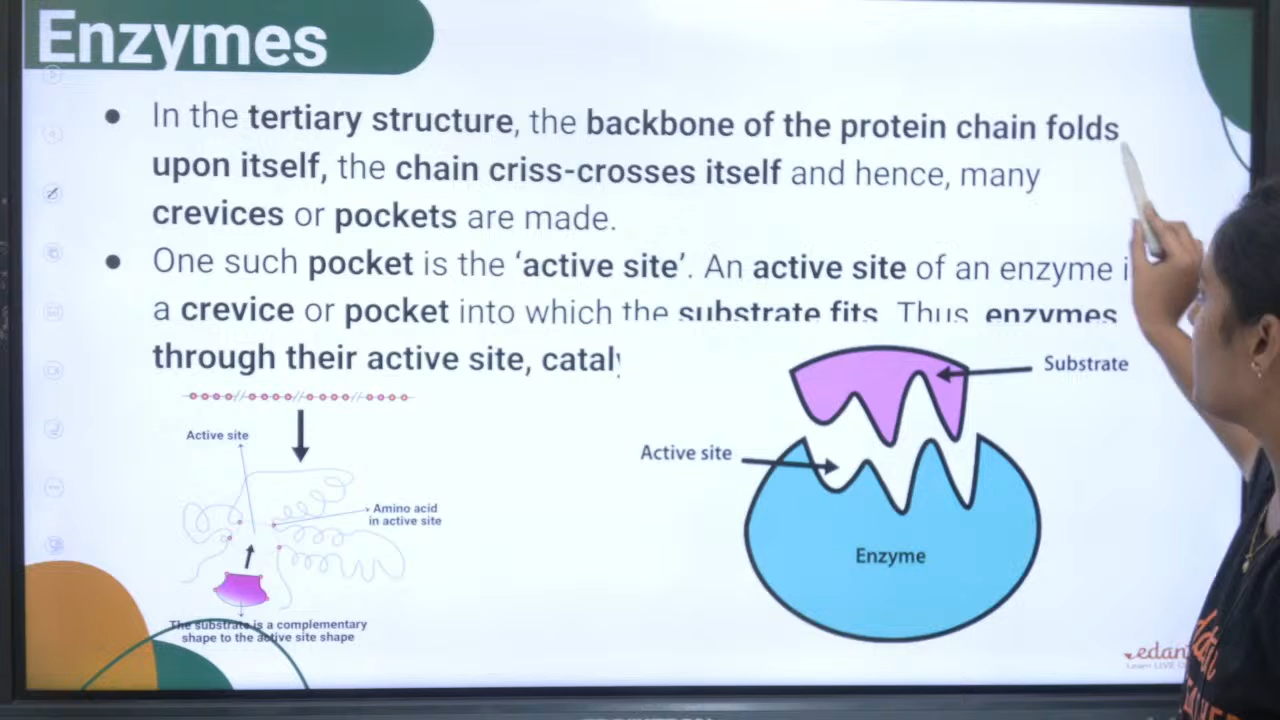 Enzymes
● In the tertiary structure, the backbone of the protein chain folds
upon itself, the chain criss-crosses itself and hence, many
crevices or pockets are made.
● One such pocket is the ‘active site’. An active site of an enzyme i
a crevice or pocket into which the substrate fits. Thus enzymes
through their active site,
Substrate
Active site
Enzyme
Active site
Amino acid
in active site
The substrate is a complementary
shape to the active site shape